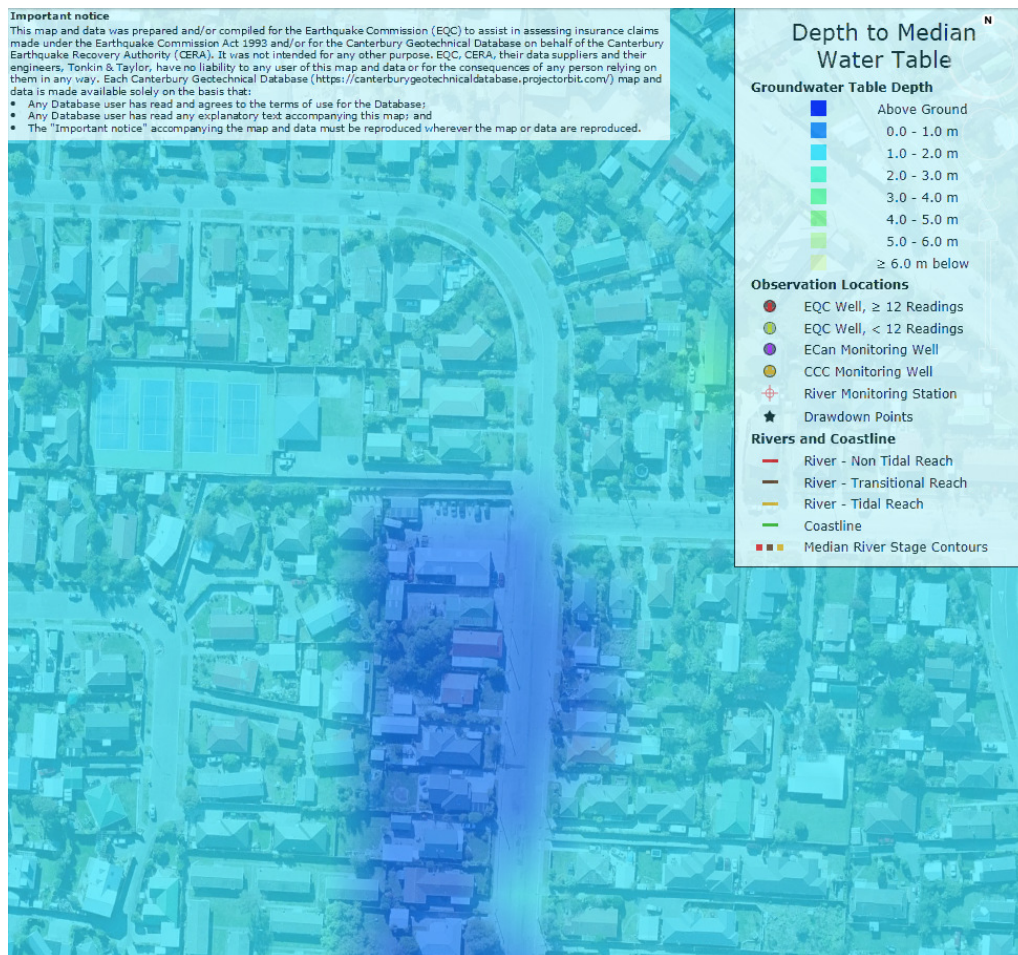 Important notice
This map and data was prepared and/or compiled for the Earthquake Commission (EQC) to assist in assessing insurance claims
made under the Earthquake Commission Act 1993 and/or for the Canterbury Geotechnical Database on behalf of the Canterbury
Earthquake Recovery Authority (CERA). It was not intended for any other purpose. EQC, CERA, their data suppliers and their
engineers, Tonkin & Taylor, have no liability to any user of this map and data or for the consequences of any person relying on
them in any way. Each Canterbury Geotechnical Database (https://canterburygeotechnicaldatabase.projectorbit.com/) map and
data is made available solely on the basis that:
• Any Database user has read and agrees to the terms of use for the Database;
• Any Database user has read any explanatory text accompanying this map; and
• The "Important notice" accompanying the map and data must be reproduced wherever the map or data are reproduced.
N
Depth to Median
Water Table
Groundwater Table Depth
Above Ground
0.0 - 1.0 m
1.0 - 2.0 m
2.0 - 3.0 m
3.0 - 4.0 m
4.0 - 5.0 m
5.0 - 6.0 m
≥ 6.0 m below
Observation Locations
EQC Well, ≥ 12 Readings
EQC Well, < 12 Readings
ECan Monitoring Well
CCC Monitoring Well
River Monitoring Station
Drawdown Points
Rivers and Coastline
River - Non Tidal Reach
River - Transitional Reach
River - Tidal Reach
Coastline
Median River Stage Contours